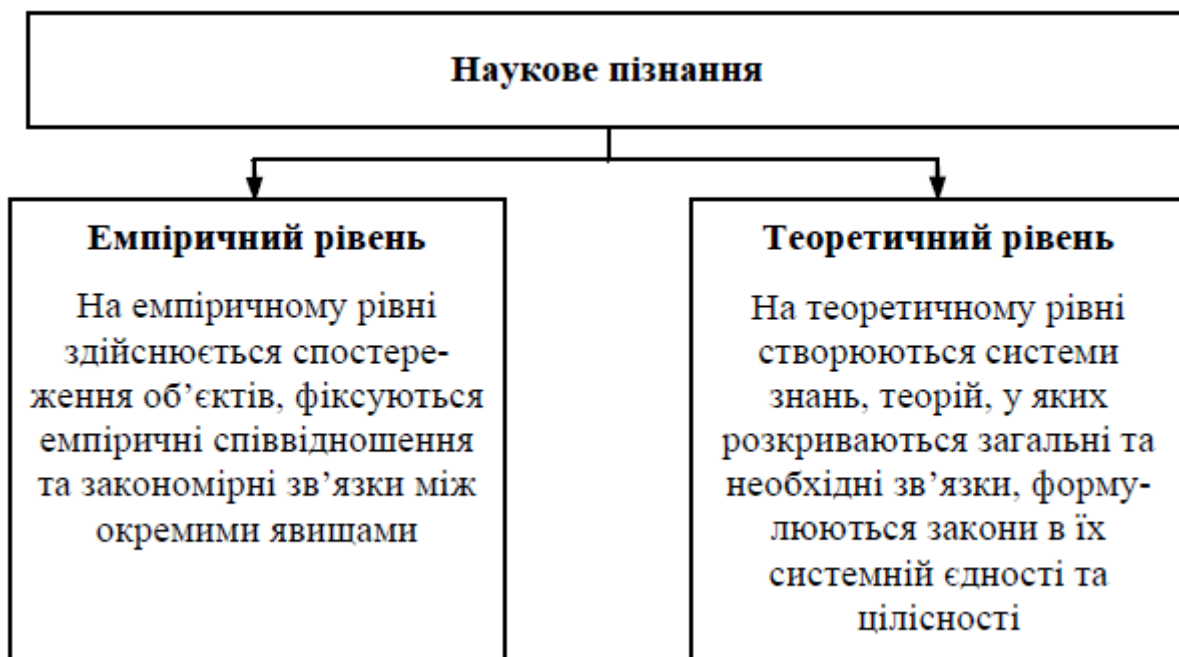 Наукове пізнання
Емпіричний рівень
На емпіричному рівні
здійснюється спостере-
ження об’єктів, фіксуються
емпіричні співвідношення
та закономірні зв’язки між
окремими явищами
Теоретичний рівень
На теоретичному рівні
створюються системи
знань, теорій, у яких
розкриваються загальні та
необхідні зв’язки, форму-
люються закони в їх
системній єдності та
цілісності